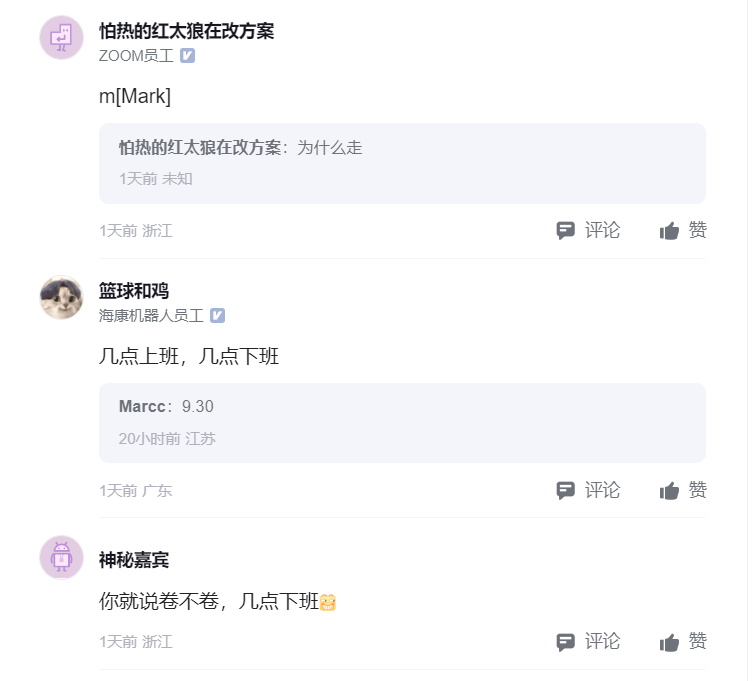 怕热的红太狼在改方案
ZOOM员工
m[Mark]
怕热的红太狼在改方案：为什么走
1天前 未知
1天前 浙江 评论 赞
篮球和鸡
海康机器人员工
几点上班，几点下班
Marcc：9.30
20小时前 江苏
1天前 广东 评论 赞
神秘嘉宾
你就说卷不卷，几点下班
1天前 浙江 评论 赞